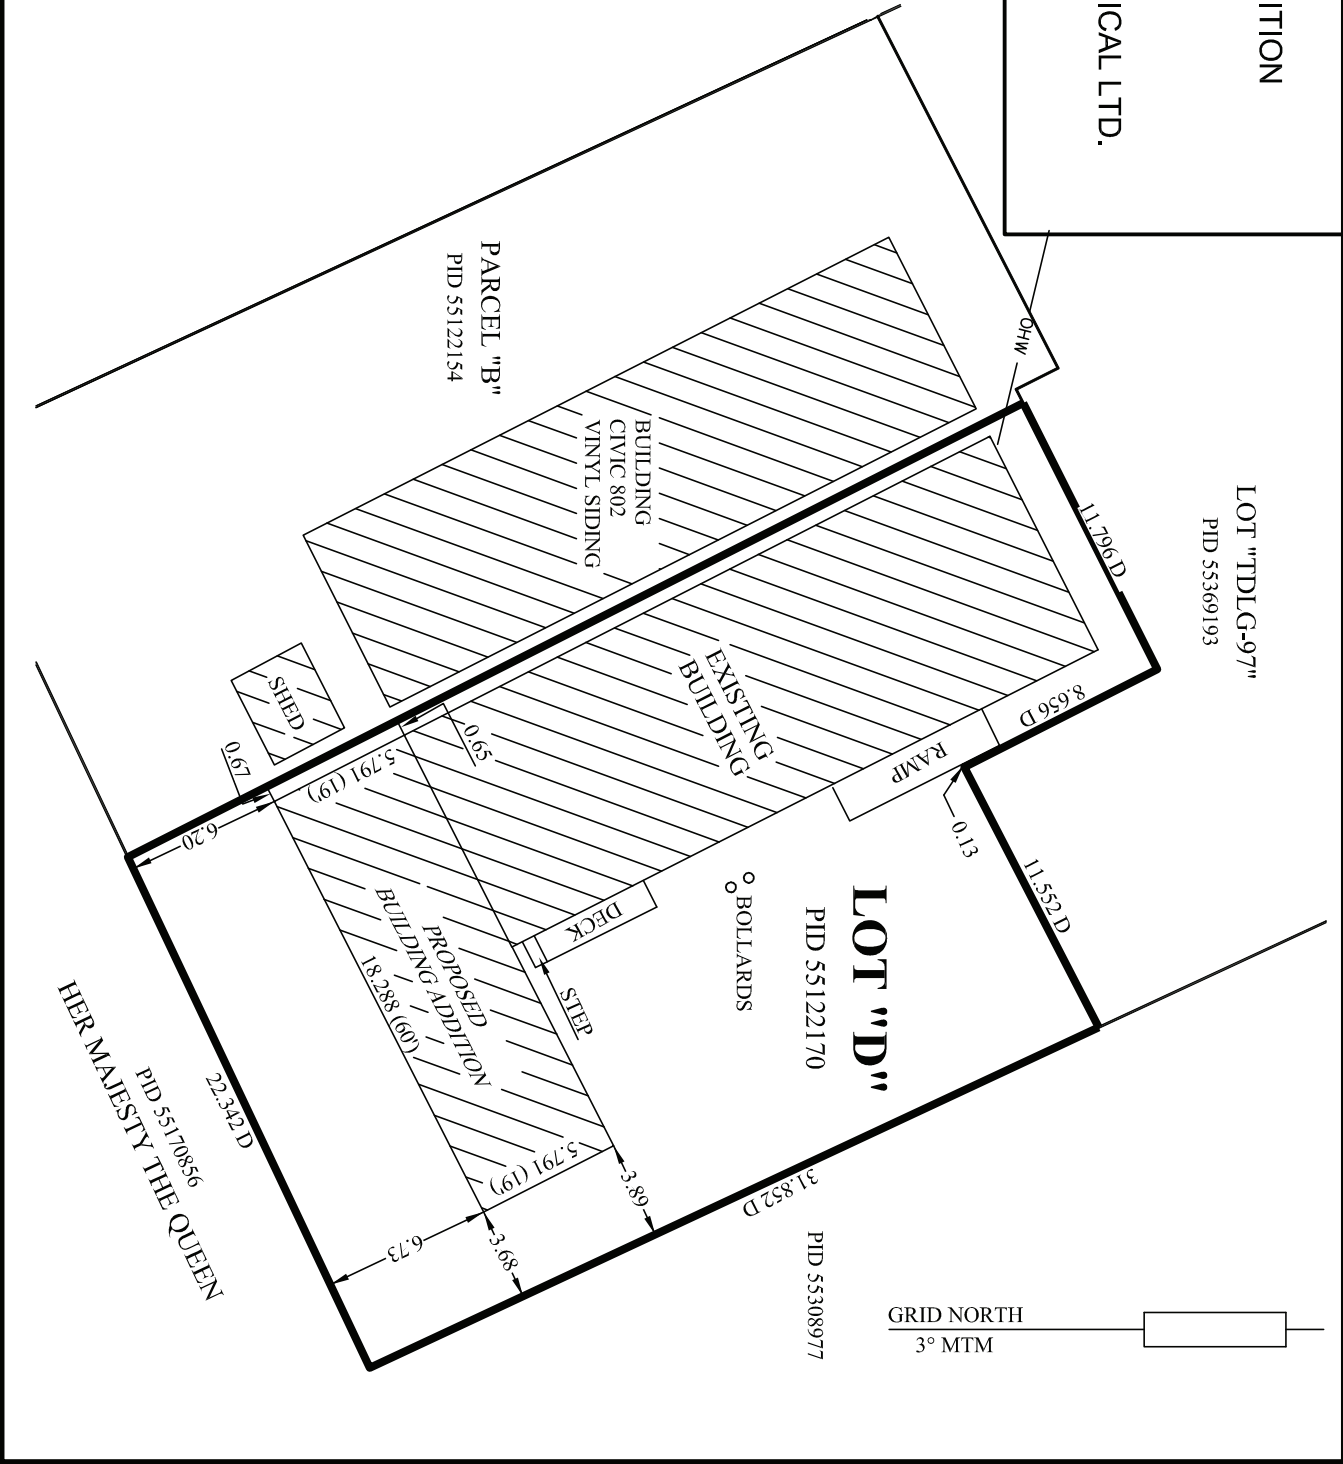 ITION
ICAL LTD.
OHW
LOT "TDLG-97"
PID 55369193
PARCEL "B"
PID 55122154
BUILDING
CIVIC 802
VINYL SIDING
11.796 D
8.656 D
EXISTING
BUILDING
RAMP
0.13
11.552 D
SHED
0.67
0.65
5.791 (19')
6.20
LOT "D"
PID 55122170
BOLLARDS
DECK
STEP
PROPOSED
BUILDING ADDITION
18.288 (60')
5.791 (19')
3.89
3.68
6.73
22.342 D
31.852 D
PID 55170856
HER MAJESTY THE QUEEN
PID 55308977
GRID NORTH
3° MTM